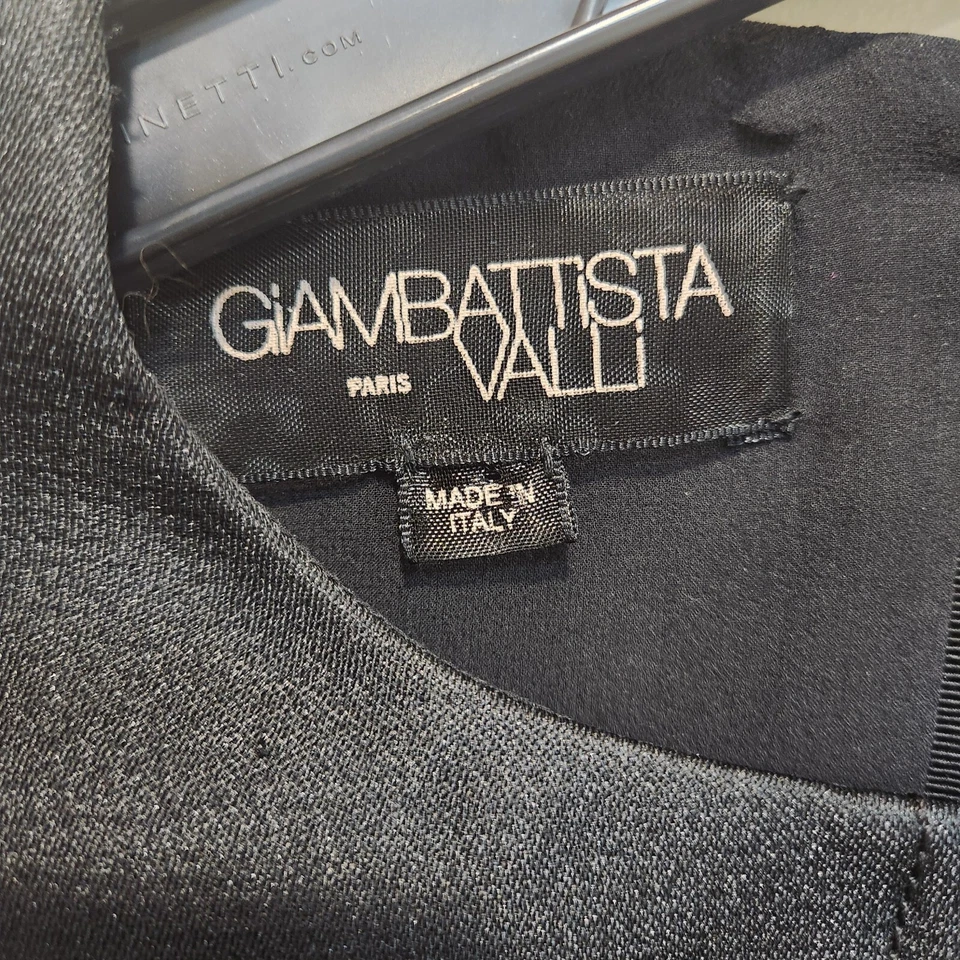 INETTI.COM
GiAMBATTiSTA
VALLi
PARIS
MADE IN
ITALY